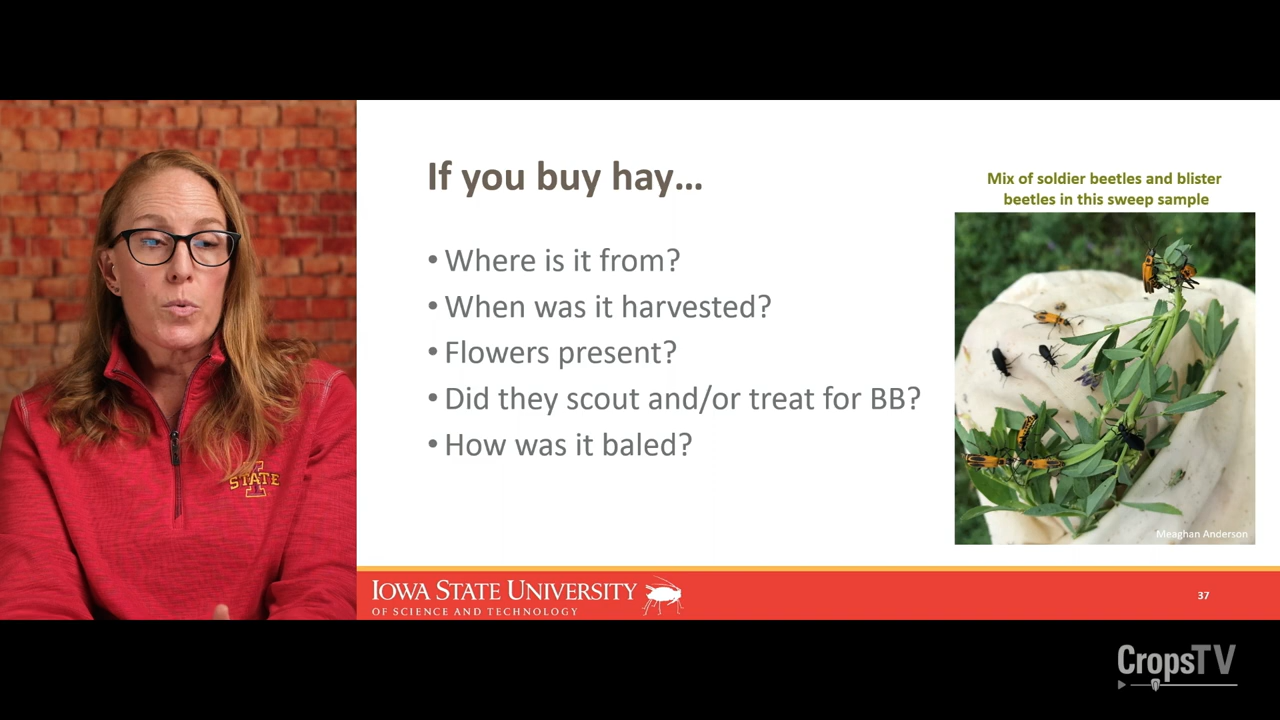 If you buy hay…
• Where is it from?
• When was it harvested?
• Flowers present?
• Did they scout and/or treat for BB?
• How was it baled?
Mix of soldier beetles and blister
beetles in this sweep sample
Meaghan Anderson
STATE
IOWA STATE UNIVERSITY
OF SCIENCE AND TECHNOLOGY
37
CropsTV